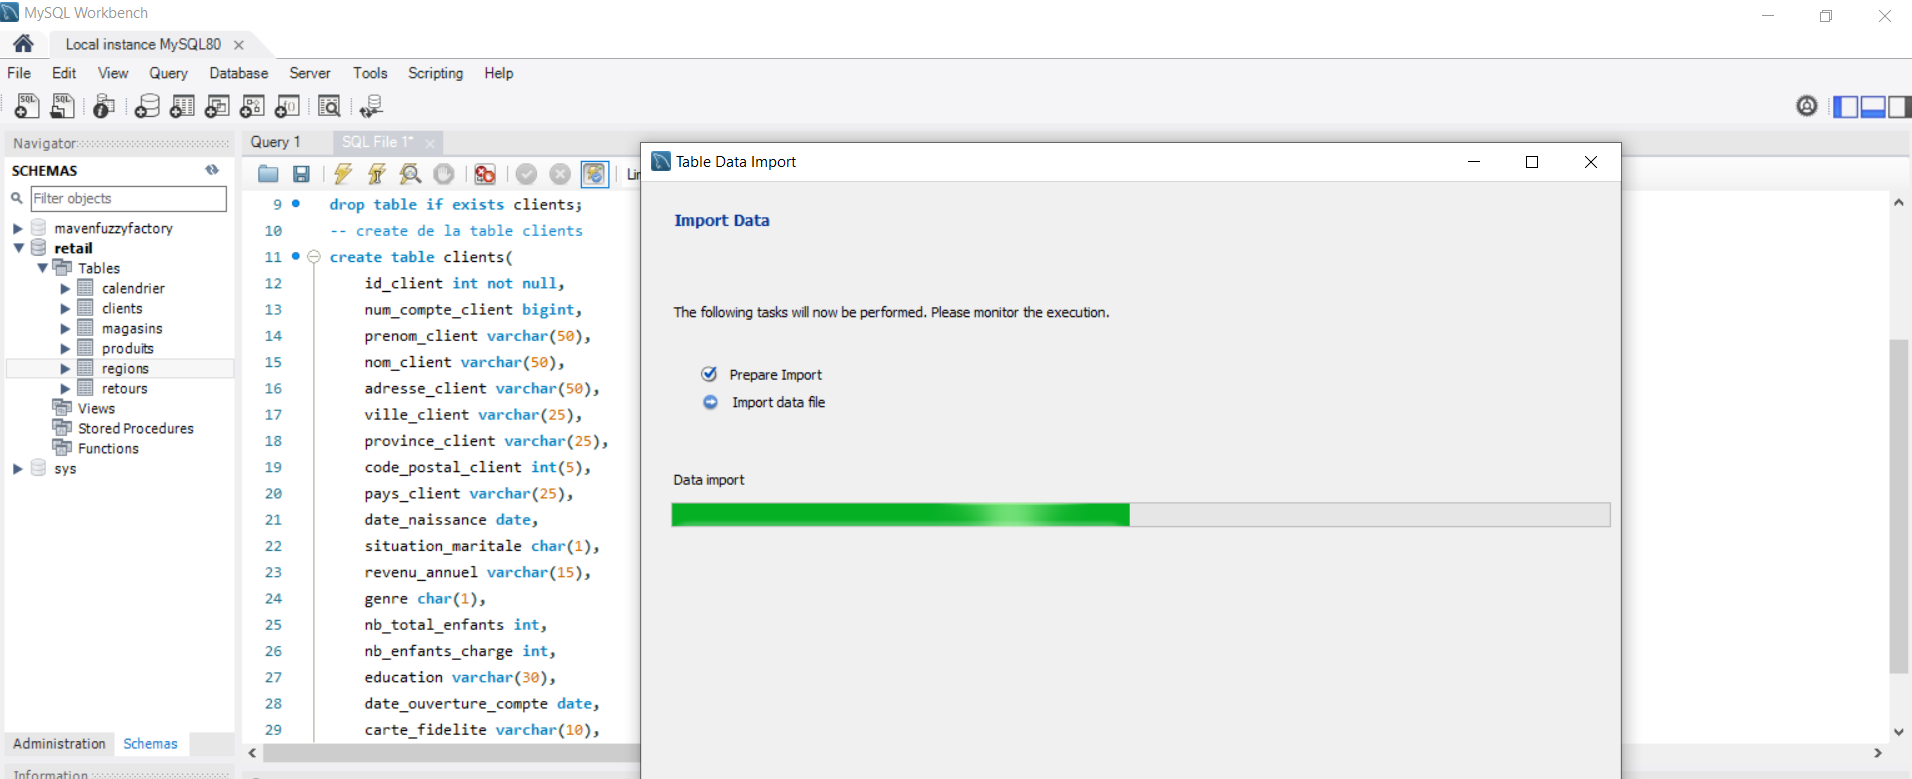 MySQL Workbench
Local instance MySQL80
File Edit View Query Database Server Tools Scripting Help
Navigator
SCHEMAS
Filter objects
mavenfuzzyfactory
retail
Tables
calendrier
clients
magasins
produits
regions
retours
Views
Stored Procedures
Functions
sys
Administration Schemas
Information
Query 1 SQL File 1*
9 drop table if exists clients;
10 -- create de la table clients
11 create table clients(
12 id_client int not null,
13 num_compte_client bigint,
14 prenom_client varchar(50),
15 nom_client varchar(50),
16 adresse_client varchar(50),
17 ville_client varchar(25),
18 province_client varchar(25),
19 code_postal_client int(5),
20 pays_client varchar(25),
21 date_naissance date,
22 situation_maritale char(1),
23 revenu_annuel varchar(15),
24 genre char(1),
25 nb_total_enfants int,
26 nb_enfants_charge int,
27 education varchar(30),
28 date_ouverture_compte date,
29 carte_fidelite varchar(10),
Table Data Import
Import Data
The following tasks will now be performed. Please monitor the execution.
Prepare Import
Import data file
Data import